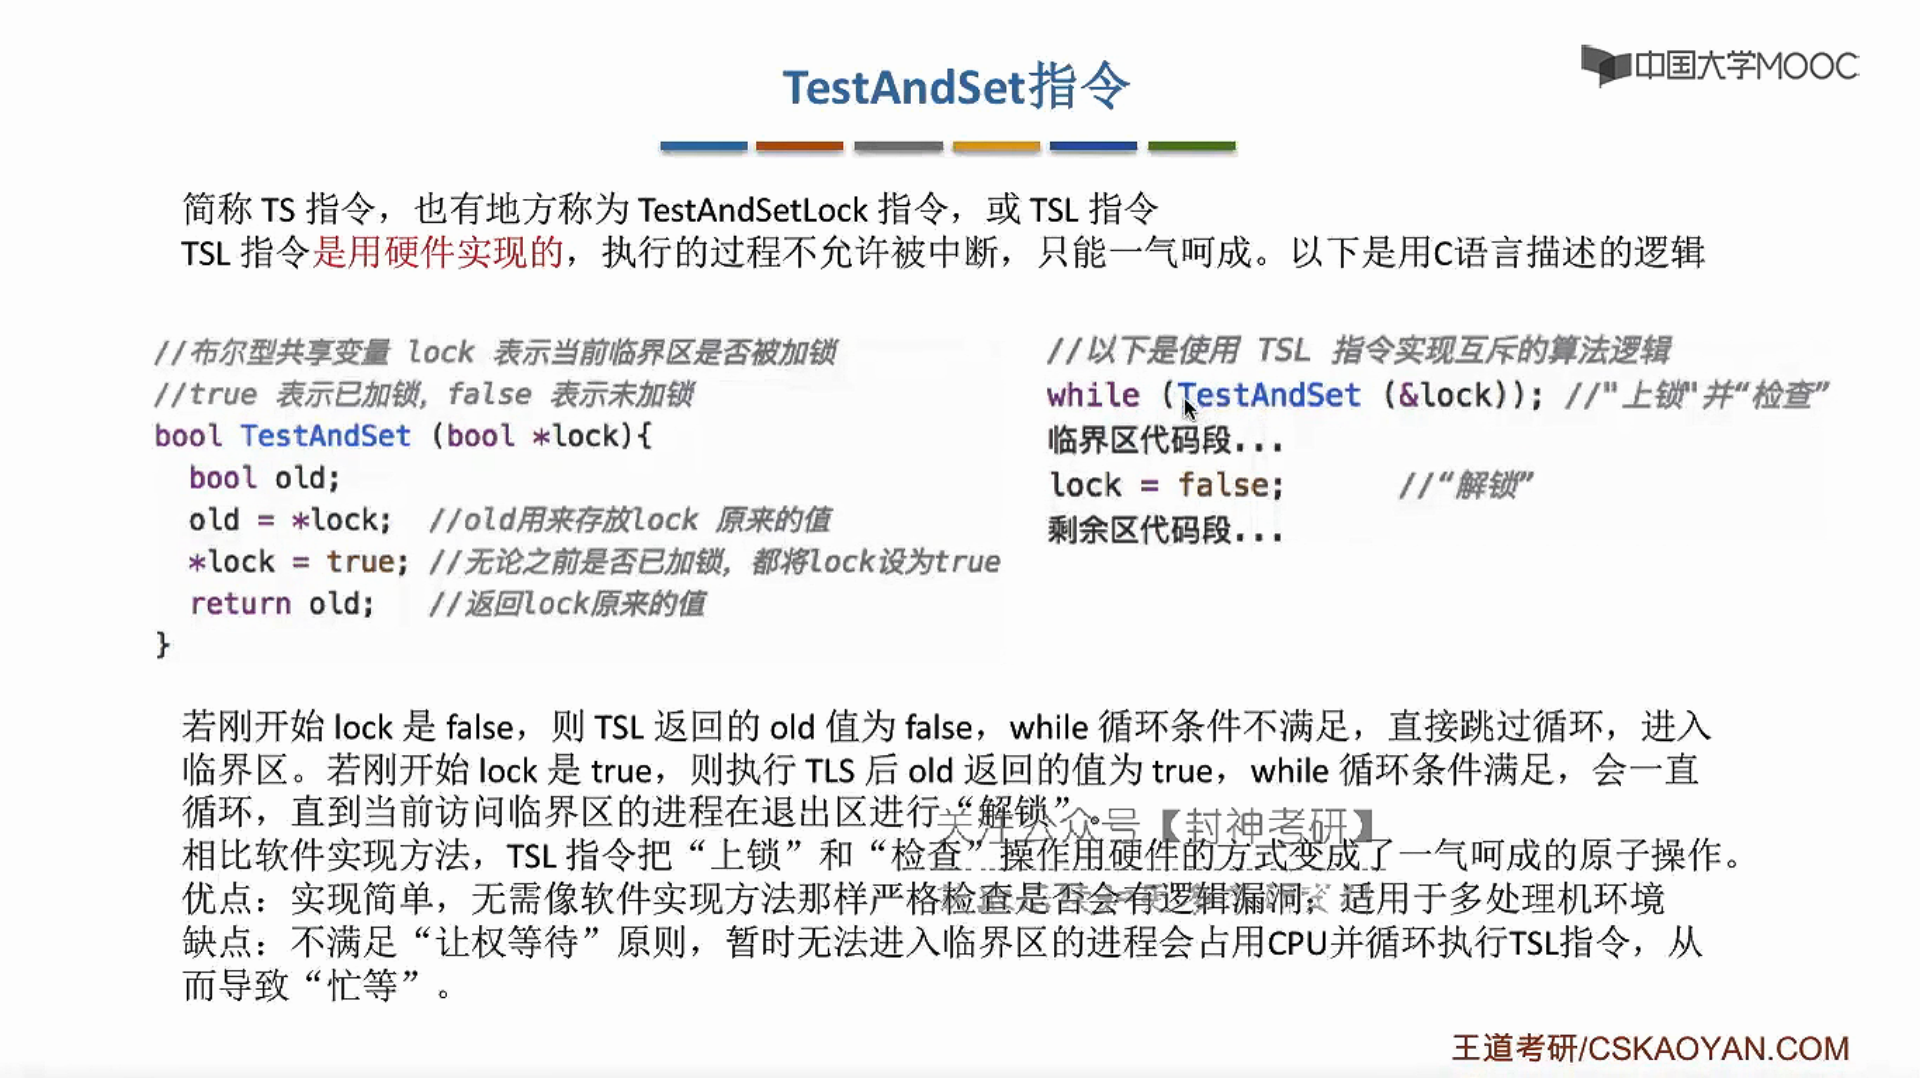 中国大学MOOC
TestAndSet指令
简称 TS 指令，也有地方称为 TestAndSetLock 指令，或 TSL 指令
TSL 指令是用硬件实现的，执行的过程不允许被中断，只能一气呵成。以下是用C语言描述的逻辑
//布尔型共享变量 lock 表示当前临界区是否被加锁
//true 表示已加锁，false 表示未加锁
bool TestAndSet (bool *lock){
bool old;
old = *lock; //old用来存放lock 原来的值
*lock = true; //无论之前是否已加锁，都将lock设为true
return old; //返回lock原来的值
}
//以下是使用 TSL 指令实现互斥的算法逻辑
while (TestAndSet (&lock)); //"上锁"并“检查”
临界区代码段...
lock = false; //“解锁”
剩余区代码段...
若刚开始 lock 是 false，则 TSL 返回的 old 值为 false，while 循环条件不满足，直接跳过循环，进入
临界区。若刚开始 lock 是 true，则执行 TLS 后 old 返回的值为 true，while 循环条件满足，会一直
循环，直到当前访问临界区的进程在退出区进行“解锁”。
关注公众号【封神考研】
相比软件实现方法，TSL 指令把“上锁”和“检查”操作用硬件的方式变成了一气呵成的原子操作。
优点：实现简单，无需像软件实现方法那样严格检查是否会有逻辑漏洞；适用于多处理机环境
缺点：不满足“让权等待”原则，暂时无法进入临界区的进程会占用CPU并循环执行TSL指令，从
而导致“忙等”。
王道考研/CSKAOYAN.COM